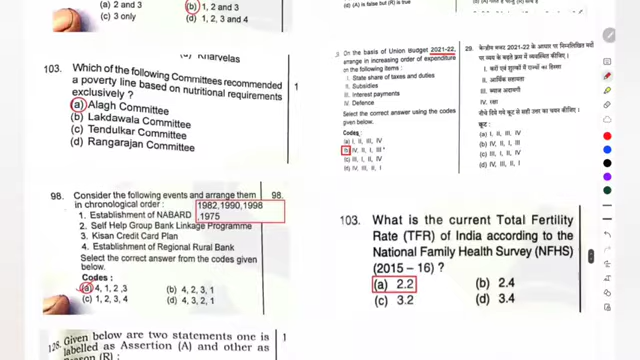 (a) 2 and 3
(b) 1, 2 and 3
(c) 3 only
(d) 1, 2, 3 and 4
(d) A is false but R is true
Kharvelas
103. Which of the following Committees recommended
a poverty line based on nutritional requirements
exclusively ?
(a) Alagh Committee
(b) Lakdawala Committee
(c) Tendulkar Committee
(d) Rangarajan Committee
1
On the basis of Union Budget 2021-22,
arrange in increasing order of expenditure
on the following items :
I. State share of taxes and duties
II. Subsidies
III. Interest payments
IV. Defence
Select the correct answer using the codes
given below.
Codes :
(a) I, II, III, IV
IV, II, I, III
(c) III, I, II, IV
IV, III, II, I
29. केन्द्रीय बजट 2021-22 के आधार पर निम्नलिखित मदों
पर व्यय के बढ़ते क्रम में व्यवस्थित कीजिए :
I. करों एवं शुल्कों में राज्यों का हिस्सा
II. आर्थिक सहायता
III. ब्याज अदायगी
IV. रक्षा
नीचे दिये गये कूट से सही उत्तर का चयन कीजिए :
कूट :
(a) I, II, III, IV
(b) IV, II, I, III
(c) III, I, II, IV
(d) IV, III, II, I
98. Consider the following events and arrange them
in chronological order :
1982,1990,1998
,1975
1. Establishment of NABARD
2. Self Help Group Bank Linkage Programme
3. Kisan Credit Card Plan
4. Establishment of Regional Rural Bank
Select the correct answer from the codes given
below.
Codes :
(a) 4, 1, 2, 3
(b) 4, 2, 3, 1
(c) 1, 2, 3, 4
(d) 4, 3, 2, 1
98.
103. What is the current Total Fertility
Rate (TFR) of India according to the
National Family Health Survey (NFHS)
(2015 – 16) ?
(a) 2.2
(b) 2.4
(c) 3.2
(d) 3.4
128. Given below are two statements one is
labelled as Assertion (A) and other as
1